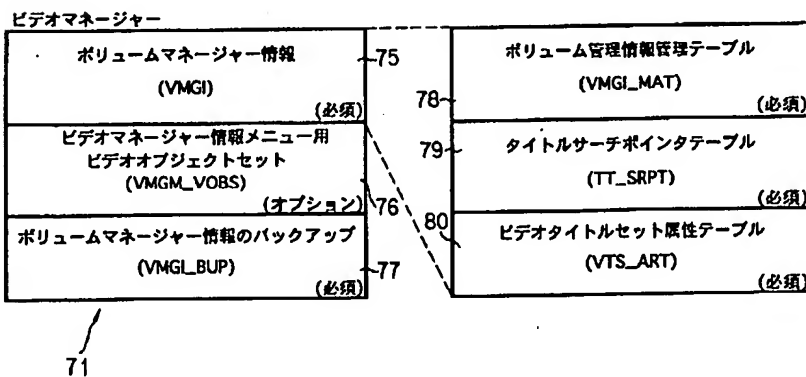 ビデオマネージャー
ボリュームマネージャー情報
(VMGI)
(必須)
75
ビデオマネージャー情報メニュー用
ビデオオブジェクトセット
(VMGM_VOBS)
(オプション)
76
ボリュームマネージャー情報のバックアップ
(VMGI_BUP)
(必須)
77
71
ボリューム管理情報管理テーブル
(VMGI_MAT)
(必須)
78
タイトルサーチポインタテーブル
(TT_SRPT)
(必須)
79
ビデオタイトルセット属性テーブル
(VTS_ART)
(必須)
80